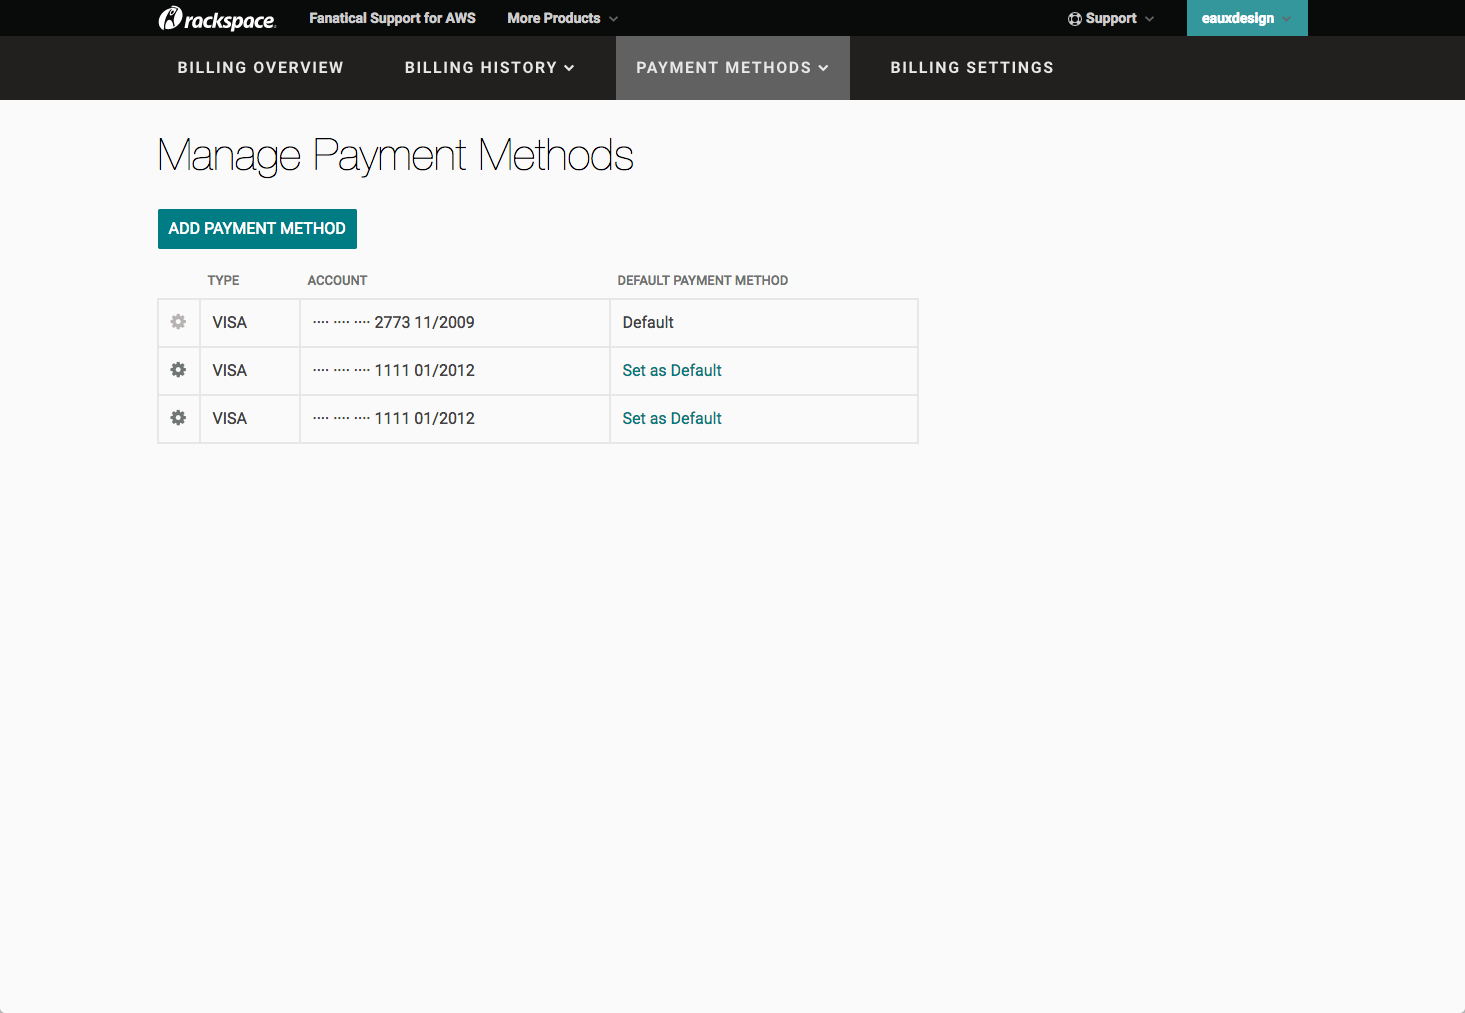 rackspace. Fanatical Support for AWS More Products Support eauxdesign
BILLING OVERVIEW BILLING HISTORY PAYMENT METHODS BILLING SETTINGS
Manage Payment Methods
ADD PAYMENT METHOD
TYPE ACCOUNT DEFAULT PAYMENT METHOD
VISA ···· ···· ···· 2773 11/2009 Default
VISA ···· ···· ···· 1111 01/2012 Set as Default
VISA ···· ···· ···· 1111 01/2012 Set as Default